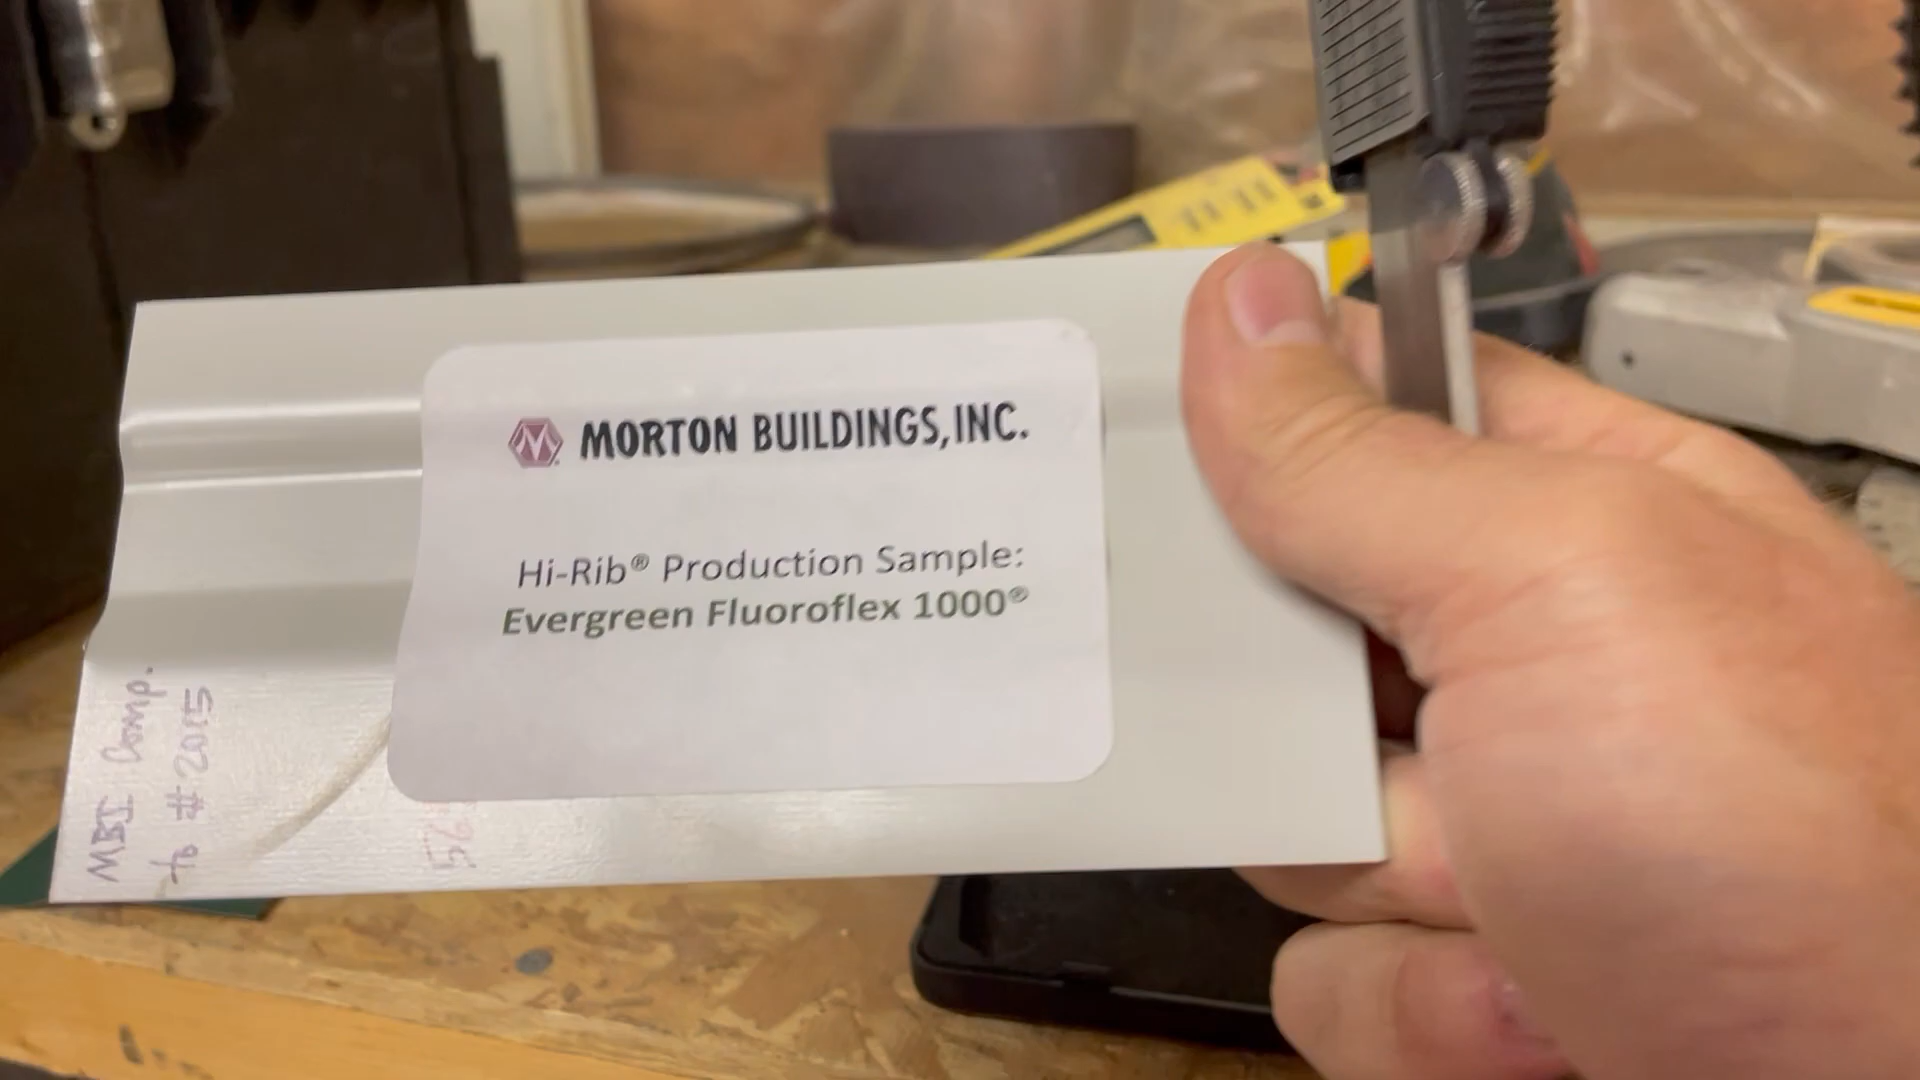 MORTON BUILDINGS, INC.
Hi-Rib® Production Sample:
Evergreen Fluoroflex 1000®
MBI Comp.
to #2015